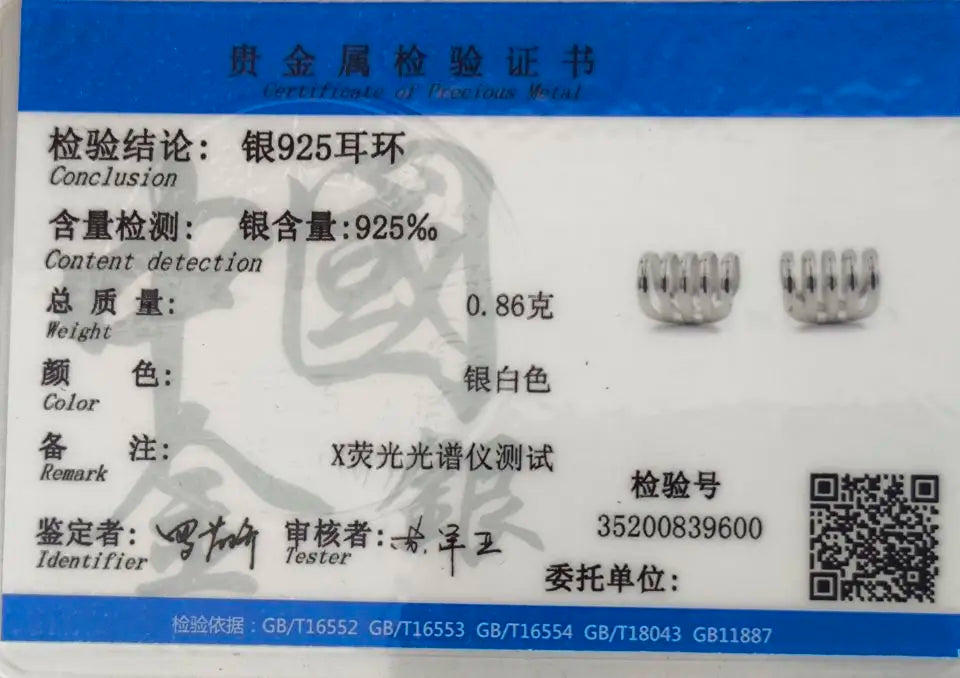 贵金属检验证书
Certificate of Precious Metal
检验结论: 银925耳环
Conclusion
含量检测: 银含量:925‰
Content detection
总质量: 0.86克
Weight
颜色: 银白色
Color
备注: X荧光光谱仪测试
Remark
检验号
35200839600
鉴定者: 审核者:
Identifier Tester
委托单位:
检验依据:GB/T16552 GB/T16553 GB/T16554 GB/T18043 GB11887
中國
金銀